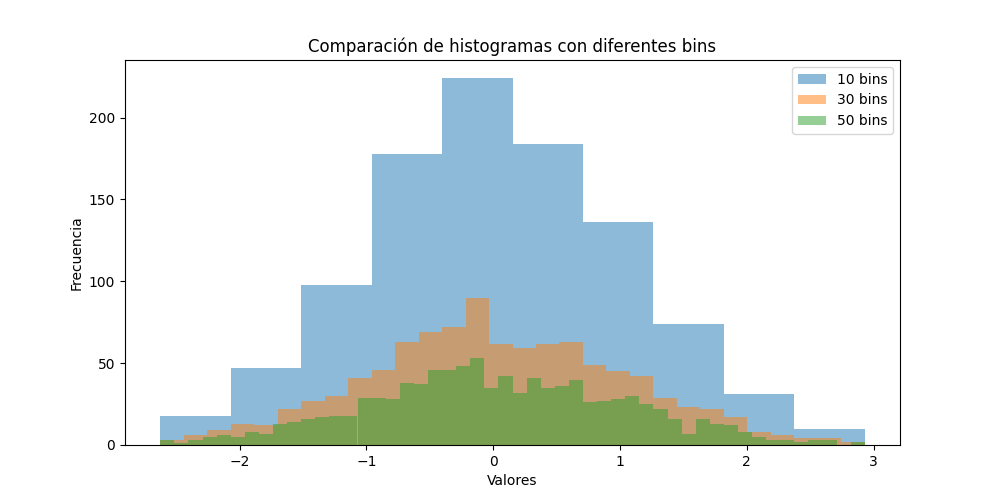 Comparación de histogramas con diferentes bins
10 bins
30 bins
50 bins
Frecuencia
200
150
100
50
0
−2
−1
0
1
2
3
Valores